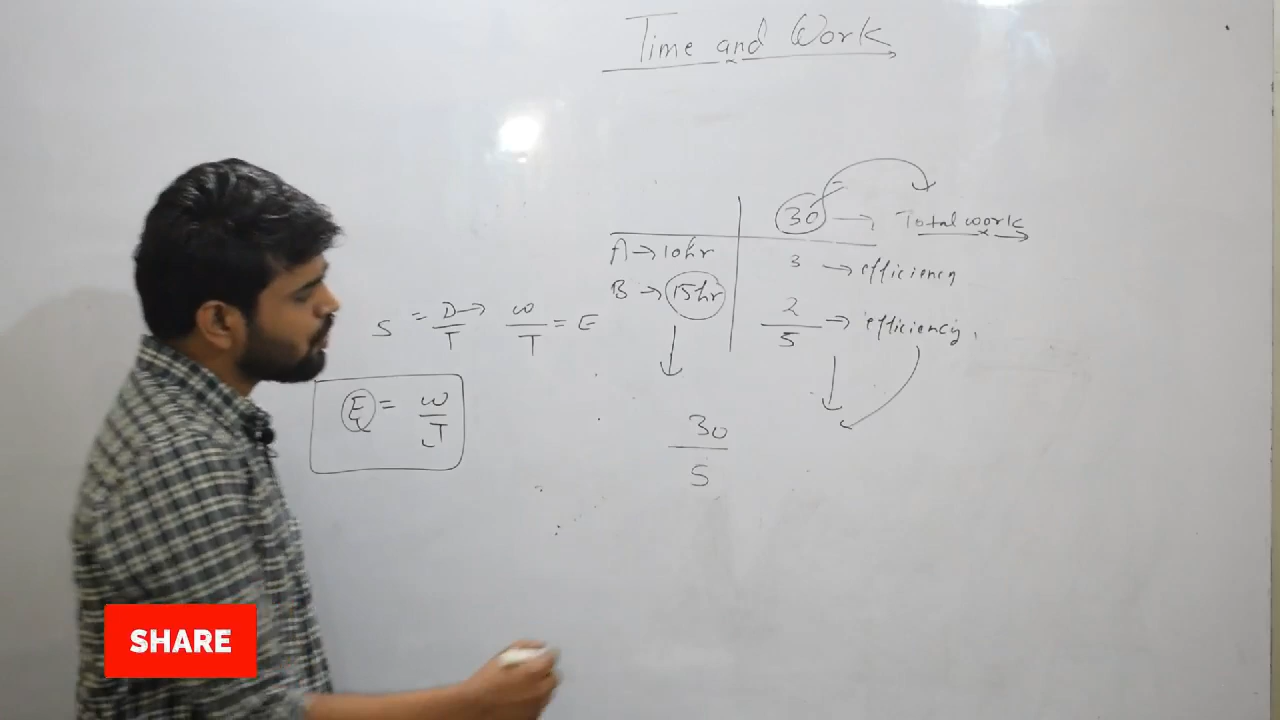 Time and Work
30 → Total work
A → 10hr 3 → efficiency
B → 15hr 2 → efficiency
5
S = D/T → w/T = E
E = w/T
30/5
SHARE